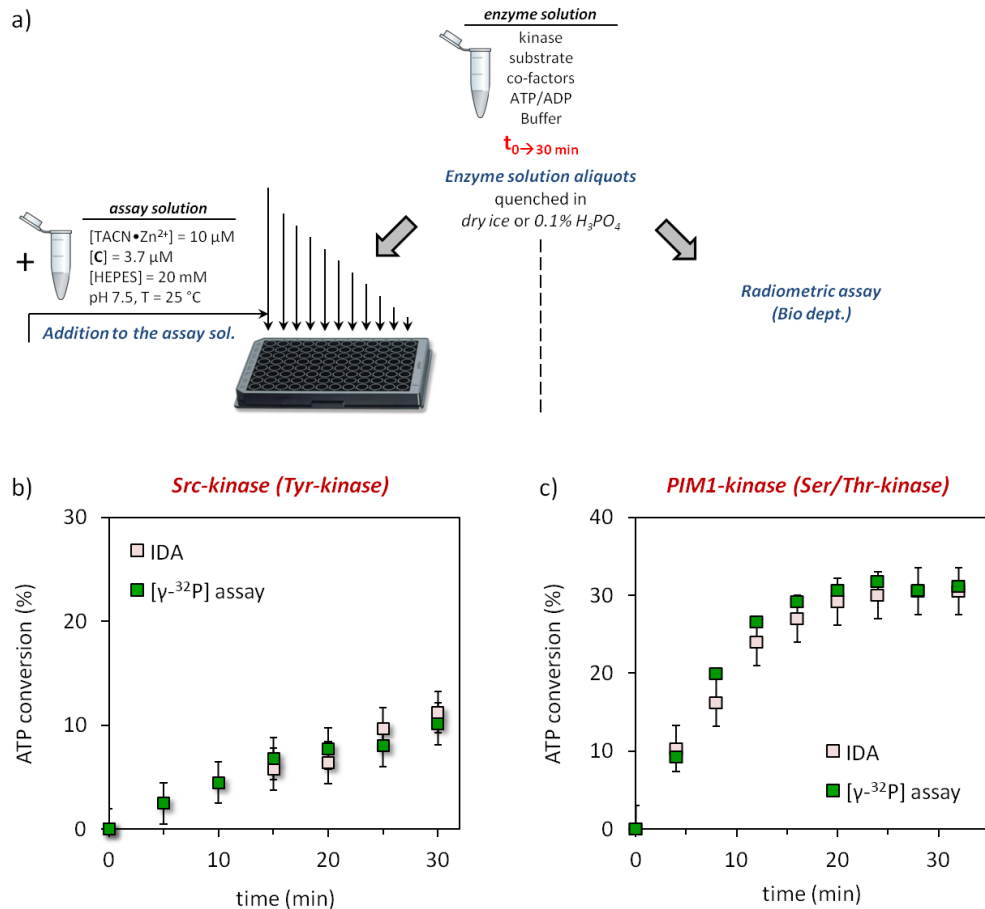 a)
enzyme solution
kinase
substrate
co-factors
ATP/ADP
Buffer
t0→30 min
Enzyme solution aliquots
quenched in
dry ice or 0.1% H3PO4
assay solution
[TACN•Zn2+] = 10 µM
[C] = 3.7 µM
[HEPES] = 20 mM
pH 7.5, T = 25 °C
+
Addition to the assay sol.
Radiometric assay
(Bio dept.)
b)
Src-kinase (Tyr-kinase)
ATP conversion (%)
30
20
10
0
IDA
[γ-32P] assay
0
10
20
30
time (min)
c)
PIM1-kinase (Ser/Thr-kinase)
ATP conversion (%)
40
30
20
10
0
IDA
[γ-32P] assay
0
10
20
30
time (min)